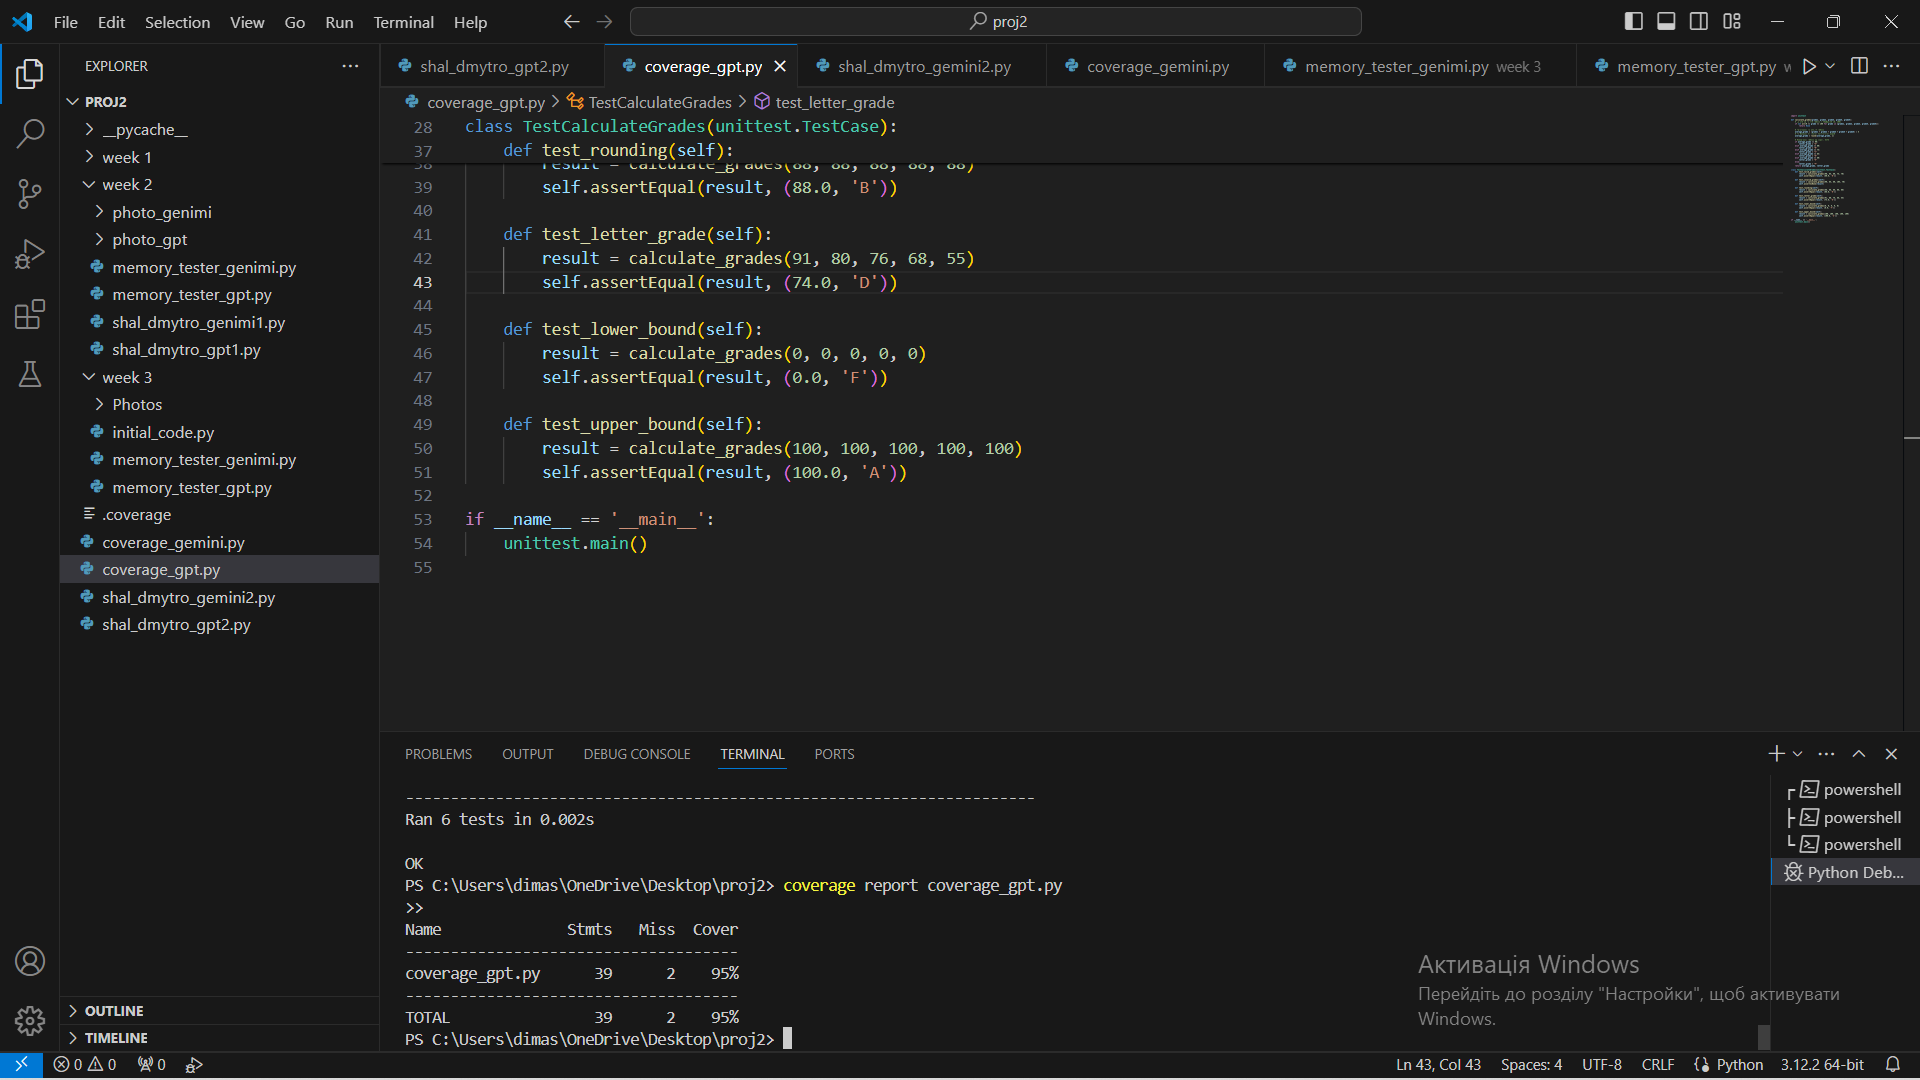 File Edit Selection View Go Run Terminal Help
proj2
EXPLORER
PROJ2
__pycache__
week 1
week 2
photo_genimi
photo_gpt
memory_tester_genimi.py
memory_tester_gpt.py
shal_dmytro_genimi1.py
shal_dmytro_gpt1.py
week 3
Photos
initial_code.py
memory_tester_genimi.py
memory_tester_gpt.py
.coverage
coverage_gemini.py
coverage_gpt.py
shal_dmytro_gemini2.py
shal_dmytro_gpt2.py
OUTLINE
TIMELINE
shal_dmytro_gpt2.py coverage_gpt.py shal_dmytro_gemini2.py coverage_gemini.py memory_tester_genimi.py week 3 memory_tester_gpt.py
coverage_gpt.py > TestCalculateGrades > test_letter_grade
28 class TestCalculateGrades(unittest.TestCase):
37 def test_rounding(self):
38 result = calculate_grades(88, 88, 88, 88, 88)
39 self.assertEqual(result, (88.0, 'B'))
40
41 def test_letter_grade(self):
42 result = calculate_grades(91, 80, 76, 68, 55)
43 self.assertEqual(result, (74.0, 'D'))
44
45 def test_lower_bound(self):
46 result = calculate_grades(0, 0, 0, 0, 0)
47 self.assertEqual(result, (0.0, 'F'))
48
49 def test_upper_bound(self):
50 result = calculate_grades(100, 100, 100, 100, 100)
51 self.assertEqual(result, (100.0, 'A'))
52
53 if __name__ == '__main__':
54 unittest.main()
55
PROBLEMS OUTPUT DEBUG CONSOLE TERMINAL PORTS
----------------------------------------------------------------------
Ran 6 tests in 0.002s
OK
PS C:\Users\dimas\OneDrive\Desktop\proj2> coverage report coverage_gpt.py
>>
Name Stmts Miss Cover
-------------------------------------
coverage_gpt.py 39 2 95%
-------------------------------------
TOTAL 39 2 95%
PS C:\Users\dimas\OneDrive\Desktop\proj2>
powershell
powershell
powershell
Python Deb...
Активація Windows
Перейдіть до розділу "Настройки", щоб активувати
Windows.
0 0 0 Ln 43, Col 43 Spaces: 4 UTF-8 CRLF Python 3.12.2 64-bit